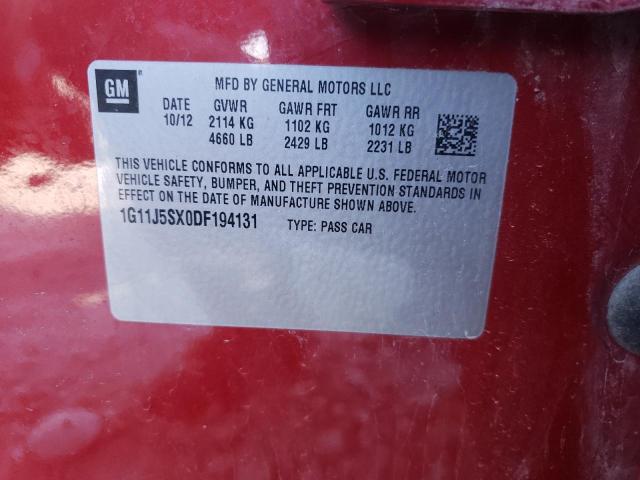 GM®
MFD BY GENERAL MOTORS LLC
DATE GVWR GAWR FRT GAWR RR
10/12 2114 KG 1102 KG 1012 KG
4660 LB 2429 LB 2231 LB
THIS VEHICLE CONFORMS TO ALL APPLICABLE U.S. FEDERAL MOTOR
VEHICLE SAFETY, BUMPER, AND THEFT PREVENTION STANDARDS IN
EFFECT ON THE DATE OF MANUFACTURE SHOWN ABOVE.
1G11J5SX0DF194131 TYPE: PASS CAR